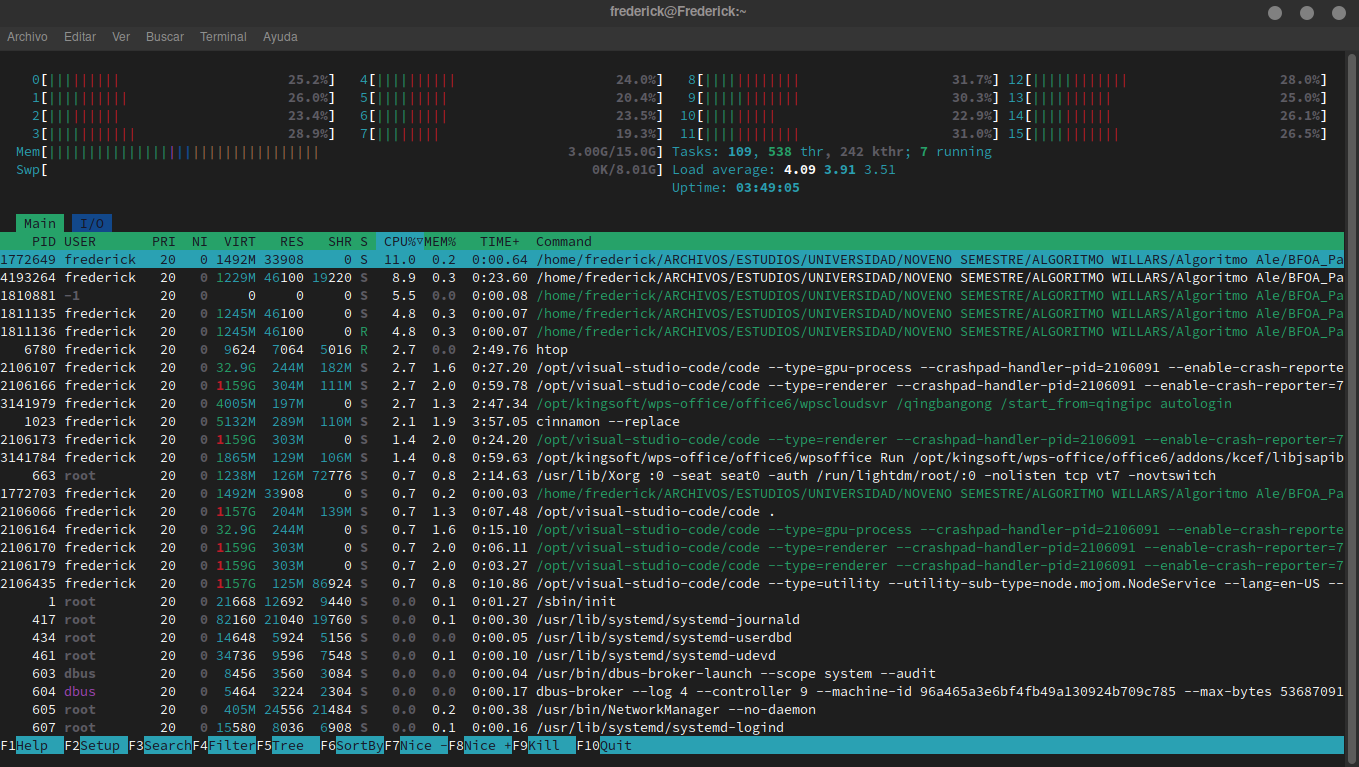 frederick@Frederick:~
Archivo Editar Ver Buscar Terminal Ayuda
0[||||||||| 25.2%] 4[|||||||||| 24.0%] 8[|||||||||||| 31.7%] 12[|||||||||||| 28.0%]
1[|||||||||| 26.0%] 5[||||||||| 20.4%] 9[|||||||||||| 30.3%] 13[|||||||||| 25.0%]
2[||||||||| 23.4%] 6[||||||||| 23.5%] 10[||||||||| 22.9%] 14[|||||||||| 26.1%]
3[||||||||||| 28.9%] 7[|||||||| 19.3%] 11[|||||||||||| 31.0%] 15[||||||||||| 26.5%]
Mem[|||||||||||||||||||||||||||||||||| 3.00G/15.0G] Tasks: 109, 538 thr, 242 kthr; 7 running
Swp[ 0K/8.01G] Load average: 4.09 3.91 3.51
Uptime: 03:49:05
Main I/O
PID USER PRI NI VIRT RES SHR S CPU%▽MEM% TIME+ Command
1772649 frederick 20 0 1492M 33908 0 S 11.0 0.2 0:00.64 /home/frederick/ARCHIVOS/ESTUDIOS/UNIVERSIDAD/NOVENO SEMESTRE/ALGORITMO WILLARS/Algoritmo Ale/BFOA_Pa
4193264 frederick 20 0 1229M 46100 19220 S 8.9 0.3 0:23.60 /home/frederick/ARCHIVOS/ESTUDIOS/UNIVERSIDAD/NOVENO SEMESTRE/ALGORITMO WILLARS/Algoritmo Ale/BFOA_Pa
1810881 -1 20 0 0 0 0 S 5.5 0.0 0:00.08 /home/frederick/ARCHIVOS/ESTUDIOS/UNIVERSIDAD/NOVENO SEMESTRE/ALGORITMO WILLARS/Algoritmo Ale/BFOA_Pa
1811135 frederick 20 0 1245M 46100 0 S 4.8 0.3 0:00.07 /home/frederick/ARCHIVOS/ESTUDIOS/UNIVERSIDAD/NOVENO SEMESTRE/ALGORITMO WILLARS/Algoritmo Ale/BFOA_Pa
1811136 frederick 20 0 1245M 46100 0 R 4.8 0.3 0:00.07 /home/frederick/ARCHIVOS/ESTUDIOS/UNIVERSIDAD/NOVENO SEMESTRE/ALGORITMO WILLARS/Algoritmo Ale/BFOA_Pa
6780 frederick 20 0 9624 7064 5016 R 2.7 0.0 2:49.76 htop
2106107 frederick 20 0 32.9G 244M 182M S 2.7 1.6 0:27.20 /opt/visual-studio-code/code --type=gpu-process --crashpad-handler-pid=2106091 --enable-crash-reporte
2106166 frederick 20 0 1159G 304M 111M S 2.7 2.0 0:59.78 /opt/visual-studio-code/code --type=renderer --crashpad-handler-pid=2106091 --enable-crash-reporter=7
3141979 frederick 20 0 4005M 197M 0 S 2.7 1.3 2:47.34 /opt/kingsoft/wps-office/office6/wpscloudsvr /qingbangong /start_from=qingipc autologin
1023 frederick 20 0 5132M 289M 110M S 2.1 1.9 3:57.05 cinnamon --replace
2106173 frederick 20 0 1159G 303M 0 S 1.4 2.0 0:24.20 /opt/visual-studio-code/code --type=renderer --crashpad-handler-pid=2106091 --enable-crash-reporter=7
3141784 frederick 20 0 1865M 129M 106M S 1.4 0.8 0:59.63 /opt/kingsoft/wps-office/office6/wpsoffice Run /opt/kingsoft/wps-office/office6/addons/kcef/libjsapib
663 root 20 0 1238M 126M 72776 S 0.7 0.8 2:14.63 /usr/lib/Xorg :0 -seat seat0 -auth /run/lightdm/root/:0 -nolisten tcp vt7 -novtswitch
1772703 frederick 20 0 1492M 33908 0 S 0.7 0.2 0:00.03 /home/frederick/ARCHIVOS/ESTUDIOS/UNIVERSIDAD/NOVENO SEMESTRE/ALGORITMO WILLARS/Algoritmo Ale/BFOA_Pa
2106066 frederick 20 0 1157G 204M 139M S 0.7 1.3 0:07.48 /opt/visual-studio-code/code .
2106164 frederick 20 0 32.9G 244M 0 S 0.7 1.6 0:15.10 /opt/visual-studio-code/code --type=gpu-process --crashpad-handler-pid=2106091 --enable-crash-reporte
2106170 frederick 20 0 1159G 303M 0 S 0.7 2.0 0:06.11 /opt/visual-studio-code/code --type=renderer --crashpad-handler-pid=2106091 --enable-crash-reporter=7
2106179 frederick 20 0 1159G 303M 0 S 0.7 2.0 0:03.27 /opt/visual-studio-code/code --type=renderer --crashpad-handler-pid=2106091 --enable-crash-reporter=7
2106435 frederick 20 0 1157G 125M 86924 S 0.7 0.8 0:10.86 /opt/visual-studio-code/code --type=utility --utility-sub-type=node.mojom.NodeService --lang=en-US --
1 root 20 0 21668 12692 9440 S 0.0 0.1 0:01.27 /sbin/init
417 root 20 0 82160 21040 19760 S 0.0 0.1 0:00.30 /usr/lib/systemd/systemd-journald
434 root 20 0 14648 5924 5156 S 0.0 0.0 0:00.05 /usr/lib/systemd/systemd-userdbd
461 root 20 0 34736 9596 7548 S 0.0 0.1 0:00.10 /usr/lib/systemd/systemd-udevd
603 dbus 20 0 8456 3560 3084 S 0.0 0.0 0:00.04 /usr/bin/dbus-broker-launch --scope system --audit
604 dbus 20 0 5464 3224 2304 S 0.0 0.0 0:00.17 dbus-broker --log 4 --controller 9 --machine-id 96a465a3e6bf4fb49a130924b709c785 --max-bytes 53687091
605 root 20 0 405M 24556 21484 S 0.0 0.2 0:00.38 /usr/bin/NetworkManager --no-daemon
607 root 20 0 15580 8036 6908 S 0.0 0.1 0:00.16 /usr/lib/systemd/systemd-logind
F1Help F2Setup F3SearchF4FilterF5Tree F6SortByF7Nice -F8Nice +F9Kill F10Quit